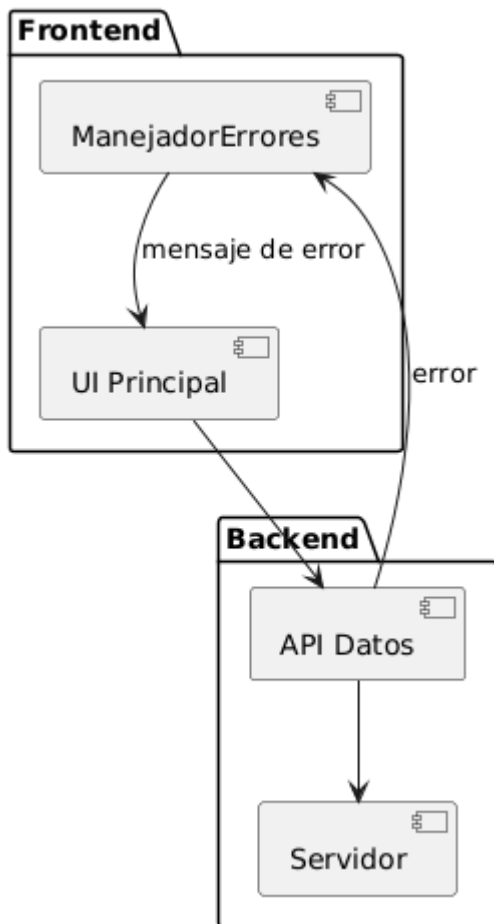 Frontend
ManejadorErrores
mensaje de error
UI Principal
error
Backend
API Datos
Servidor